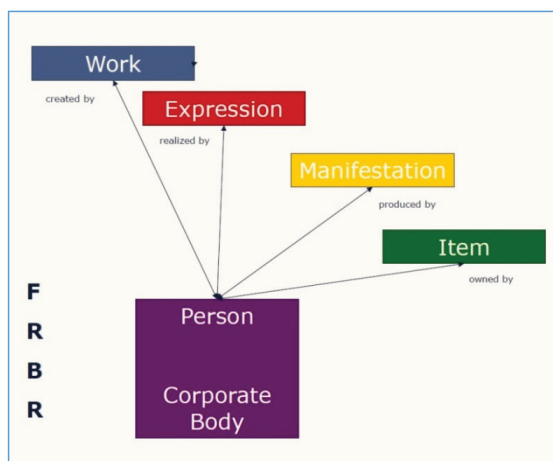 Work
created by
Expression
realized by
Manifestation
produced by
Item
owned by
F
R
B
R
Person
Corporate
Body